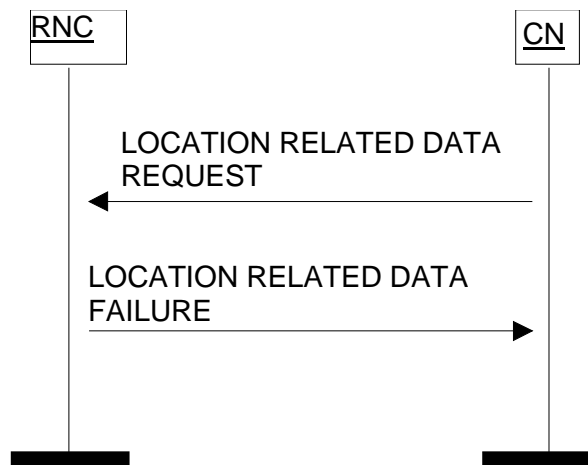 RNC
CN
LOCATION RELATED DATA
REQUEST
LOCATION RELATED DATA
FAILURE